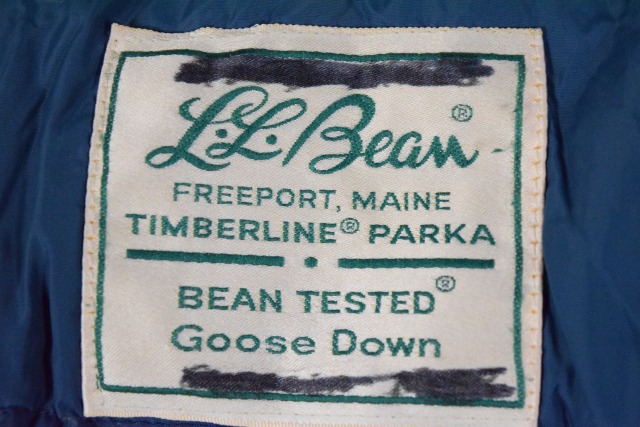 L.L.Bean®
FREEPORT, MAINE
TIMBERLINE® PARKA
BEAN TESTED®
Goose Down